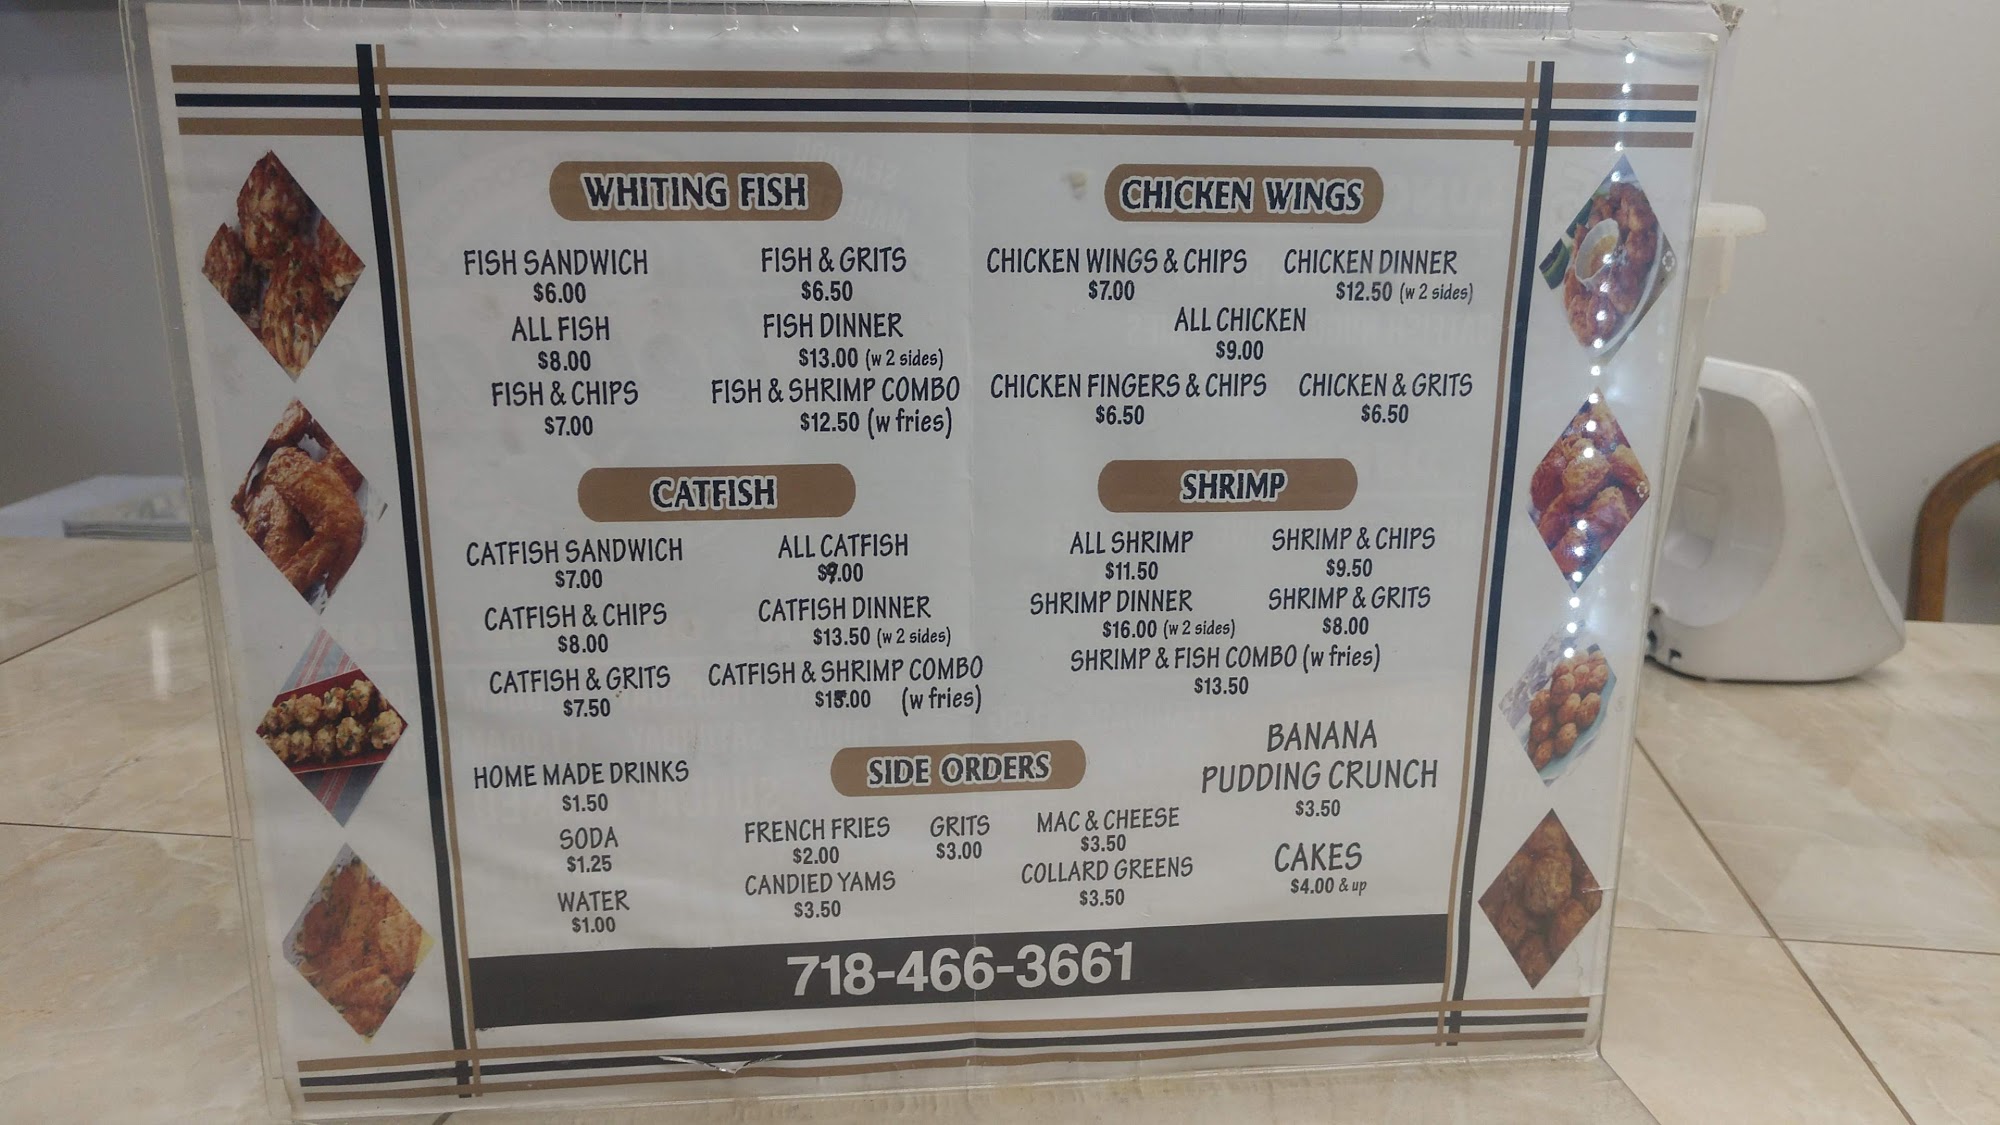 WHITING FISH
FISH SANDWICH
$6.00
ALL FISH
$8.00
FISH & CHIPS
$7.00
FISH & GRITS
$6.50
FISH DINNER
$13.00 (w 2 sides)
FISH & SHRIMP COMBO
$12.50 (w fries)
CHICKEN WINGS
CHICKEN WINGS & CHIPS
$7.00
CHICKEN DINNER
$12.50 (w 2 sides)
ALL CHICKEN
$9.00
CHICKEN FINGERS & CHIPS
$6.50
CHICKEN & GRITS
$6.50
CATFISH
CATFISH SANDWICH
$7.00
CATFISH & CHIPS
$8.00
CATFISH & GRITS
$7.50
ALL CATFISH
$9.00
CATFISH DINNER
$13.50 (w 2 sides)
CATFISH & SHRIMP COMBO
(w fries)
SHRIMP
ALL SHRIMP
$11.50
SHRIMP & CHIPS
$9.50
SHRIMP DINNER
$16.00 (w 2 sides)
SHRIMP & GRITS
$8.00
SHRIMP & FISH COMBO (w fries)
$13.50
HOME MADE DRINKS
$1.50
SODA
$1.25
WATER
$1.00
SIDE ORDERS
FRENCH FRIES
$2.00
GRITS
$3.00
MAC & CHEESE
$3.50
CANDIED YAMS
$3.50
COLLARD GREENS
$3.50
BANANA
PUDDING CRUNCH
$3.50
CAKES
$4.00 & up
718-466-3661